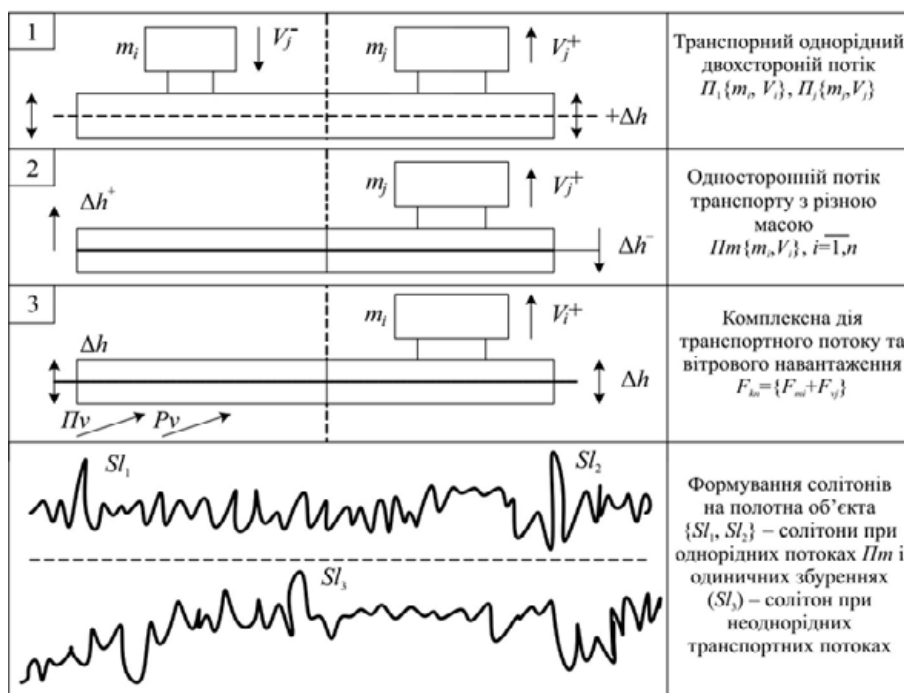 1
m_i
V_j^-
m_j
V_j^+
+Δh
Транспорний однорідний
двохстороній потік
П_1{m_i, V_i}, П_j{m_j,V_j}
2
Δh^+
m_j
V_j^+
Δh^-
Односторонній потік
транспорту з різною
масою
Пm{m_i,V_i}, i=1,n
3
Δh
m_i
V_i^+
Δh
Пv
Pv
Комплексна дія
транспортного потоку та
вітрового навантаження
F_kn={F_mi+F_vj}
Sl_1
Sl_2
Sl_3
Формування солітонів
на полотна об’єкта
{Sl_1, Sl_2} – солітони при
однорідних потоках Пm і
одиничних збуреннях
(Sl_3) – солітон при
неоднорідних
транспортних потоках